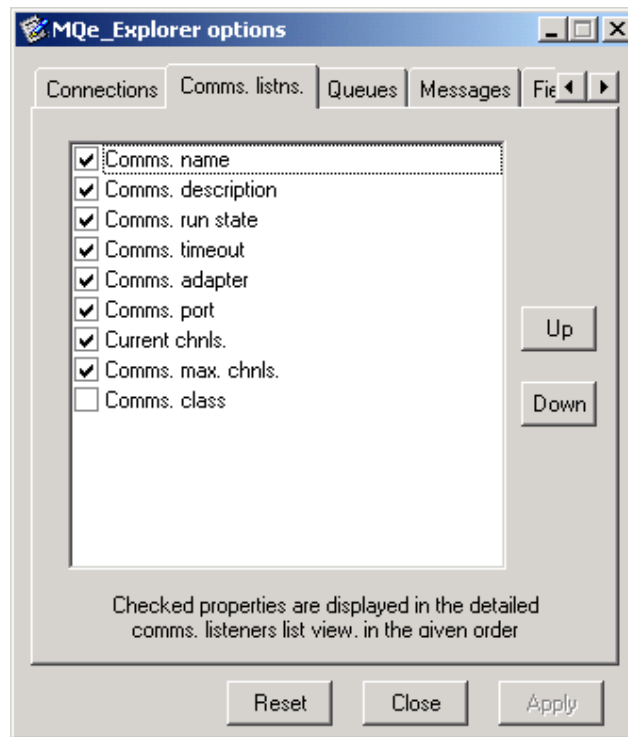 MQe_Explorer options
Connections Comms. listns. Queues Messages Fie
Comms. name
Comms. description
Comms. run state
Comms. timeout
Comms. adapter
Comms. port
Current chnls.
Comms. max. chnls.
Comms. class
Up
Down
Checked properties are displayed in the detailed
comms. listeners list view. in the given order
Reset Close Apply